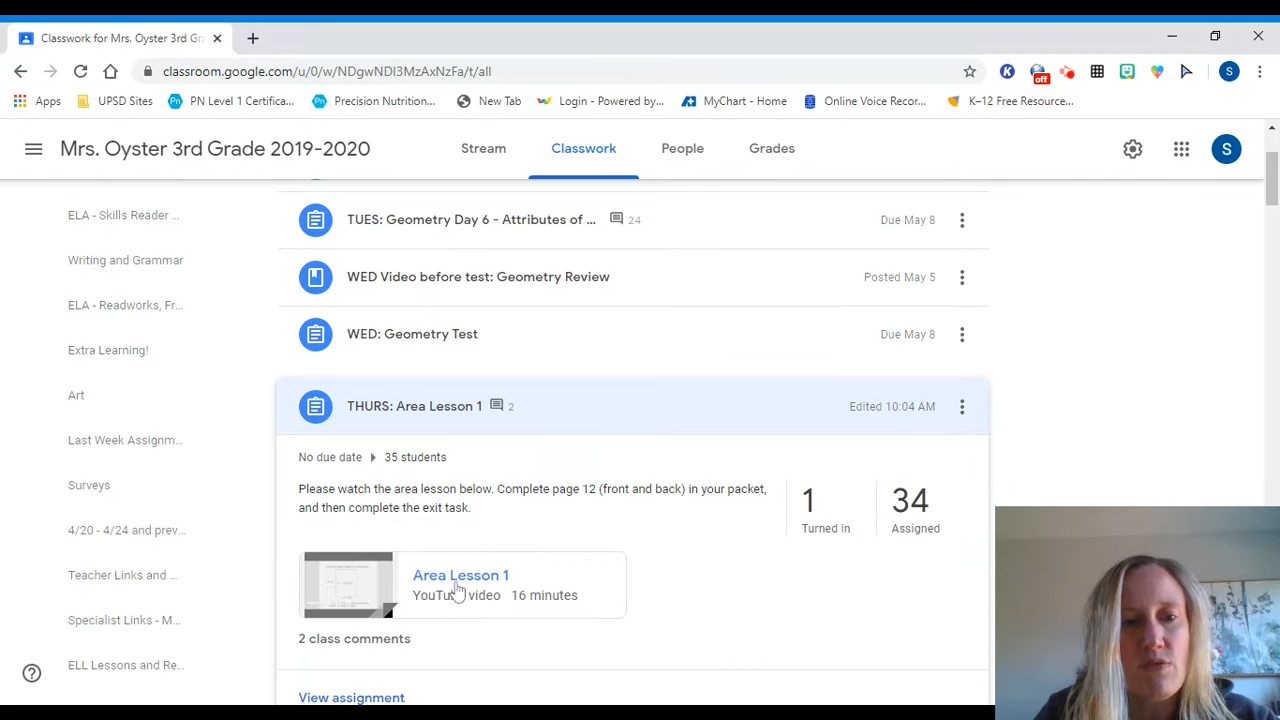 Classwork for Mrs. Oyster 3rd Gr
classroom.google.com/u/0/w/NDgwNDI3MzAxNzFa/t/all
off
S
Apps
UPSD Sites
PN Level 1 Certifica...
Precision Nutrition...
New Tab
Login - Powered by...
MyChart - Home
Online Voice Recor...
K–12 Free Resource...
Mrs. Oyster 3rd Grade 2019-2020
Stream
Classwork
People
Grades
S
ELA - Skills Reader ...
Writing and Grammar
ELA - Readworks, Fr...
Extra Learning!
Art
Last Week Assignm...
Surveys
4/20 - 4/24 and prev...
Teacher Links and ...
Specialist Links - M...
ELL Lessons and Re...
TUES: Geometry Day 6 - Attributes of ... 24 Due May 8
WED Video before test: Geometry Review Posted May 5
WED: Geometry Test Due May 8
THURS: Area Lesson 1 2 Edited 10:04 AM
No due date 35 students
Please watch the area lesson below. Complete page 12 (front and back) in your packet,
and then complete the exit task.
1
Turned in
34
Assigned
Area Lesson 1
YouTube video 16 minutes
2 class comments
View assignment